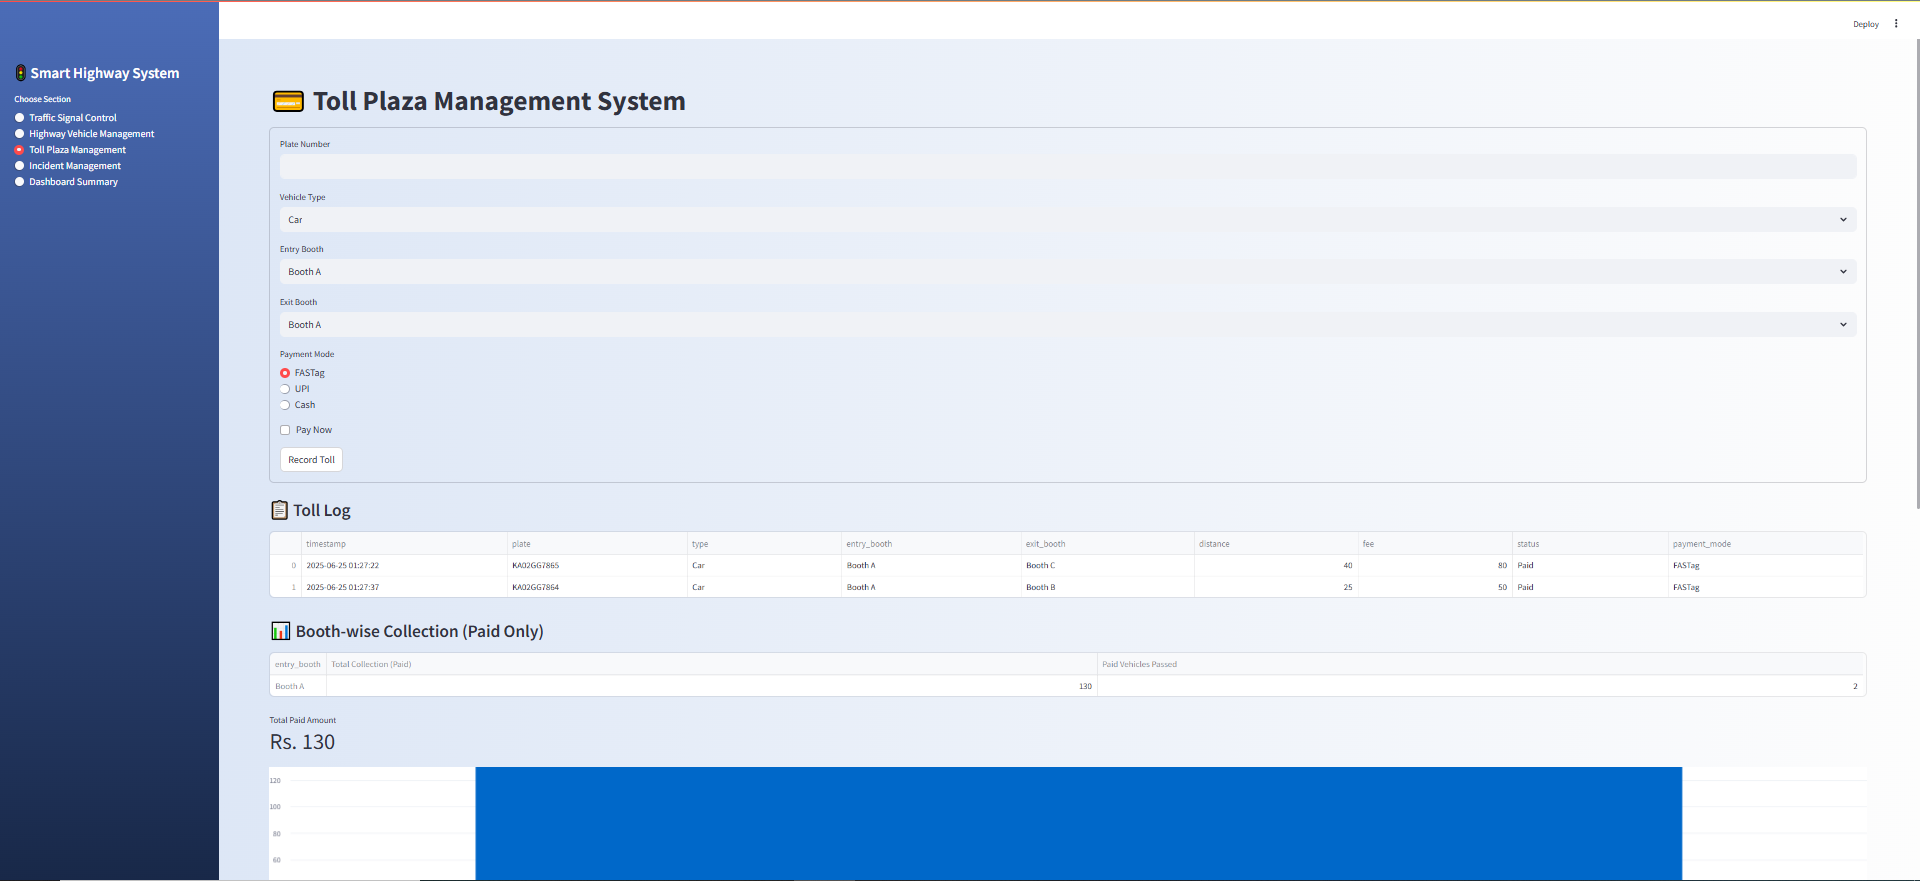 Deploy
Smart Highway System
Choose Section
Traffic Signal Control
Highway Vehicle Management
Toll Plaza Management
Incident Management
Dashboard Summary
Toll Plaza Management System
Plate Number
Vehicle Type
Car
Entry Booth
Booth A
Exit Booth
Booth A
Payment Mode
FASTag
UPI
Cash
Pay Now
Record Toll
Toll Log
timestamp plate type entry_booth exit_booth distance fee status payment_mode
0 2025-06-25 01:27:22 KA02GG7865 Car Booth A Booth C 40 80 Paid FASTag
1 2025-06-25 01:27:37 KA02GG7864 Car Booth A Booth B 25 50 Paid FASTag
Booth-wise Collection (Paid Only)
entry_booth Total Collection (Paid) Paid Vehicles Passed
Booth A 130 2
Total Paid Amount
Rs. 130
120
100
80
60